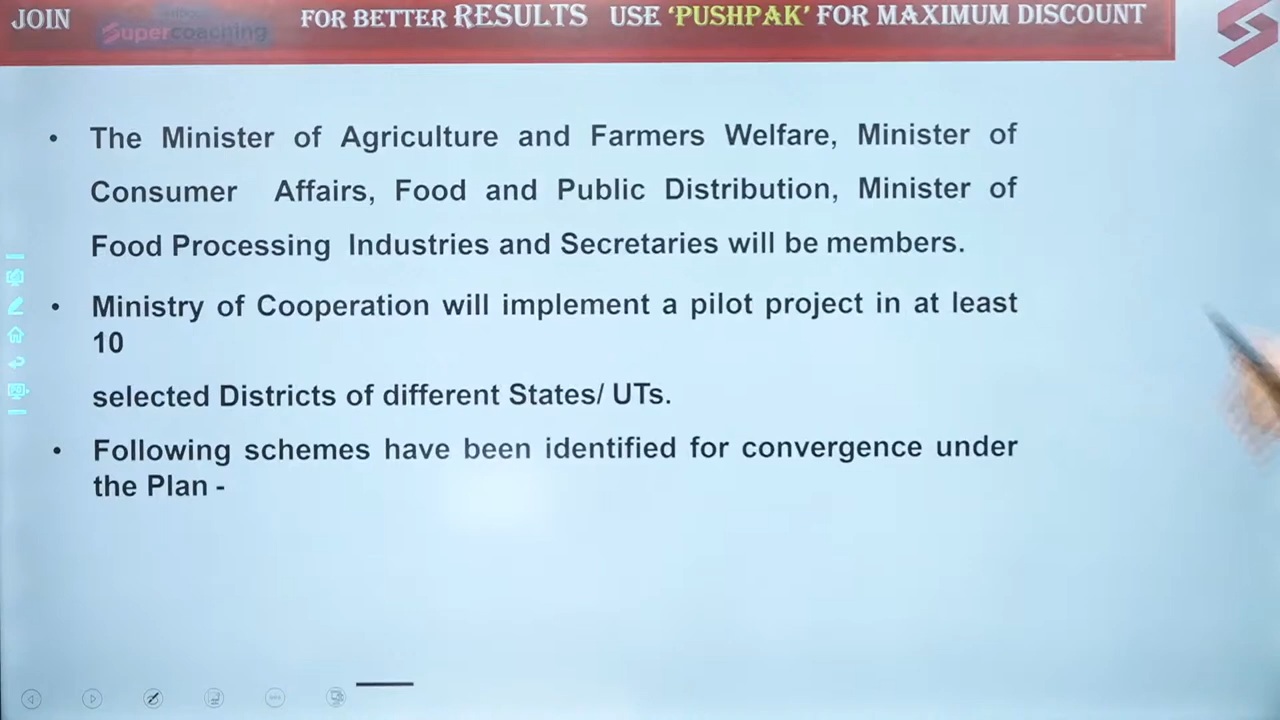 JOIN
Supercoaching
FOR BETTER RESULTS USE ‘PUSHPAK’ FOR MAXIMUM DISCOUNT
• The Minister of Agriculture and Farmers Welfare, Minister of
Consumer Affairs, Food and Public Distribution, Minister of
Food Processing Industries and Secretaries will be members.
• Ministry of Cooperation will implement a pilot project in at least
10
selected Districts of different States/ UTs.
• Following schemes have been identified for convergence under
the Plan -